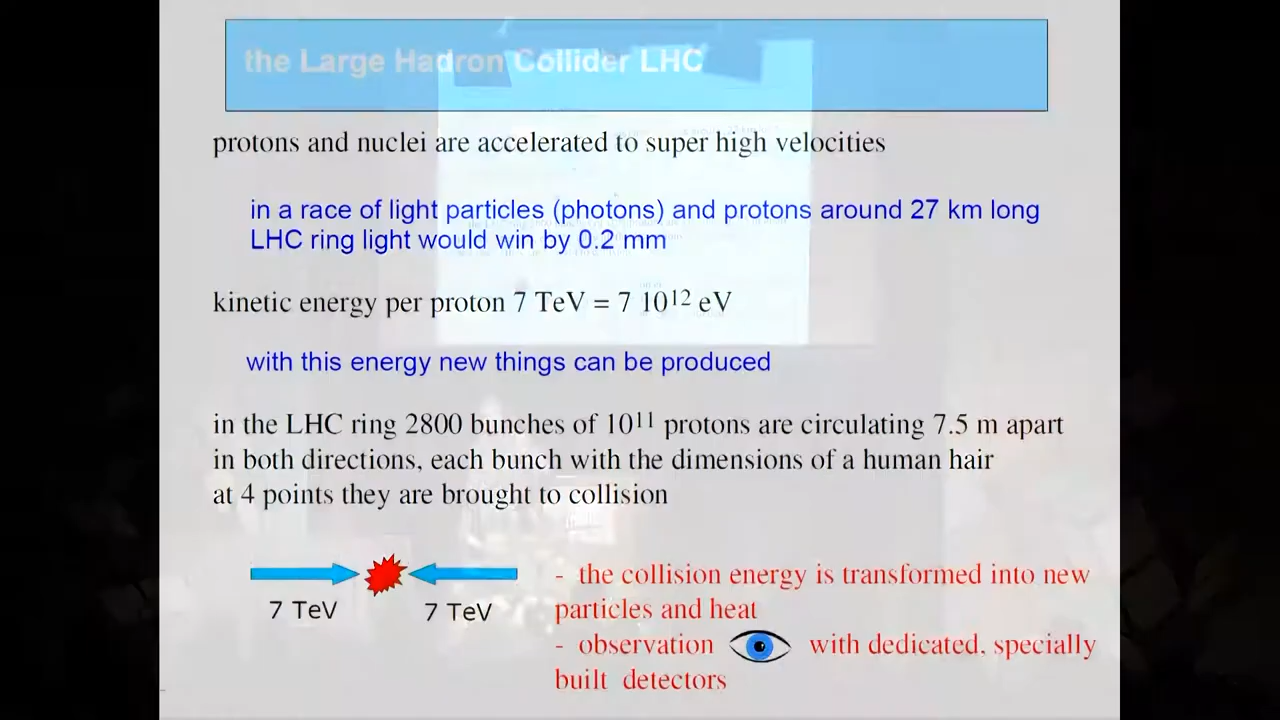 the Large Hadron Collider LHC
protons and nuclei are accelerated to super high velocities
in a race of light particles (photons) and protons around 27 km long
LHC ring light would win by 0.2 mm
kinetic energy per proton 7 TeV = 7 10¹² eV
with this energy new things can be produced
in the LHC ring 2800 bunches of 10¹¹ protons are circulating 7.5 m apart
in both directions, each bunch with the dimensions of a human hair
at 4 points they are brought to collision
7 TeV
7 TeV
- the collision energy is transformed into new
particles and heat
- observation with dedicated, specially
built detectors